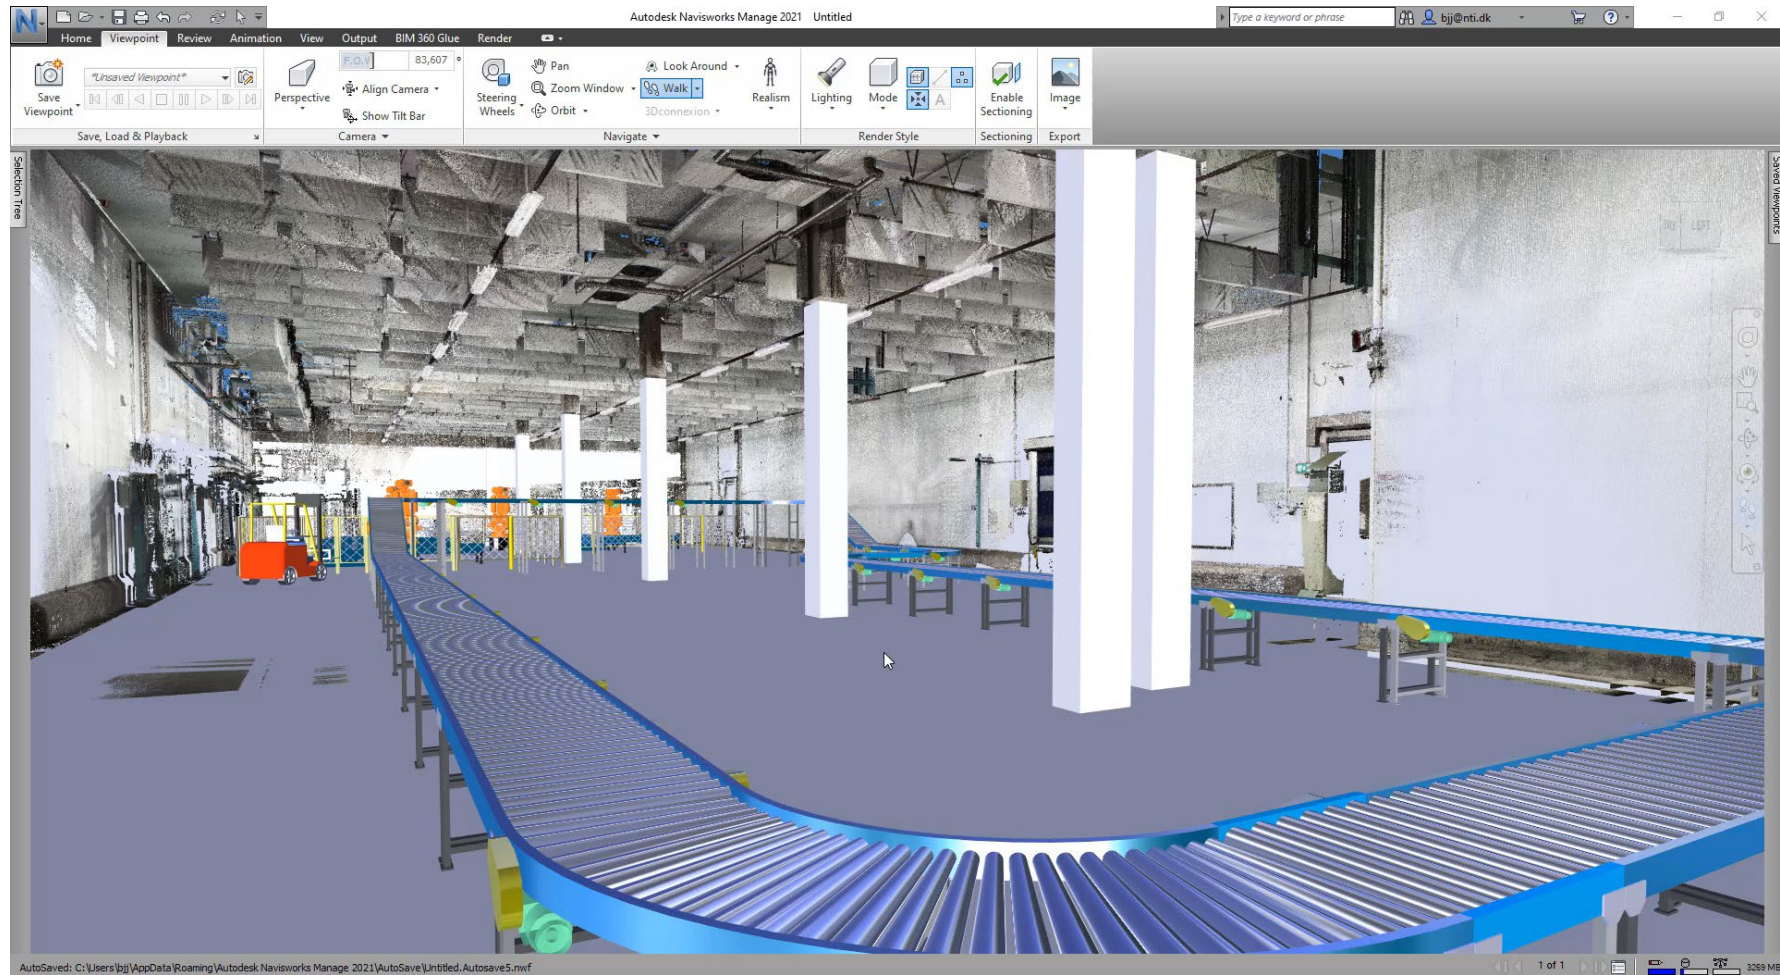 Autodesk Navisworks Manage 2021 Untitled
Type a keyword or phrase
bjj@nti.dk
Home Viewpoint Review Animation View Output BIM 360 Glue Render
Save Viewpoint
*Unsaved Viewpoint*
Save, Load & Playback
Perspective
F.O.V 83,607 °
Align Camera
Show Tilt Bar
Camera
Steering Wheels
Pan
Zoom Window
Orbit
Look Around
Walk
3Dconnexion
Realism
Navigate
Lighting
Mode
A
Render Style
Enable Sectioning
Sectioning
Image
Export
Selection Tree
Saved Viewpoints
LEFT
AutoSaved: C:\Users\bjj\AppData\Roaming\Autodesk Navisworks Manage 2021\AutoSave\Untitled.Autosave5.nwf
1 of 1
3269 MB